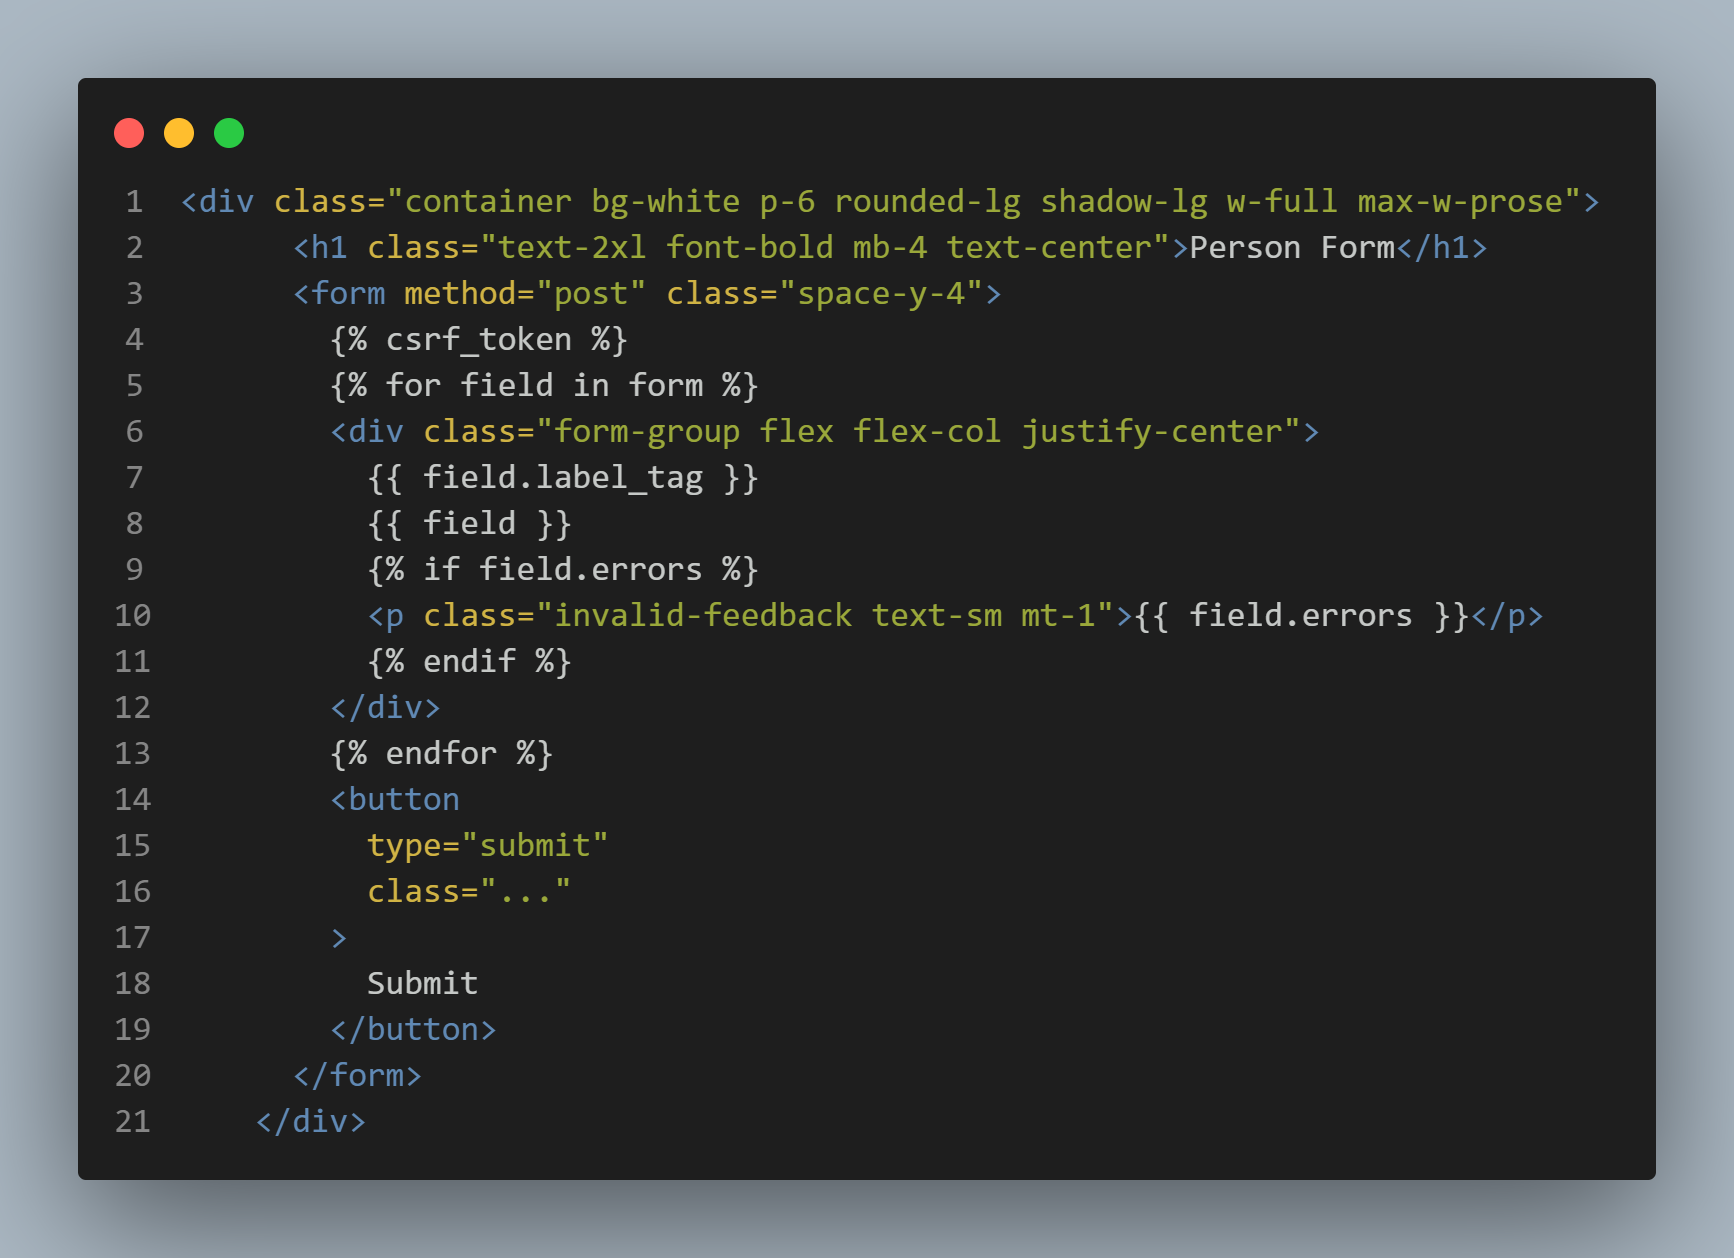 1 <div class="container bg-white p-6 rounded-lg shadow-lg w-full max-w-prose">
2       <h1 class="text-2xl font-bold mb-4 text-center">Person Form</h1>
3       <form method="post" class="space-y-4">
4         {% csrf_token %}
5         {% for field in form %}
6         <div class="form-group flex flex-col justify-center">
7           {{ field.label_tag }}
8           {{ field }}
9           {% if field.errors %}
10           <p class="invalid-feedback text-sm mt-1">{{ field.errors }}</p>
11           {% endif %}
12         </div>
13         {% endfor %}
14         <button
15           type="submit"
16           class="..."
17         >
18           Submit
19         </button>
20       </form>
21     </div>